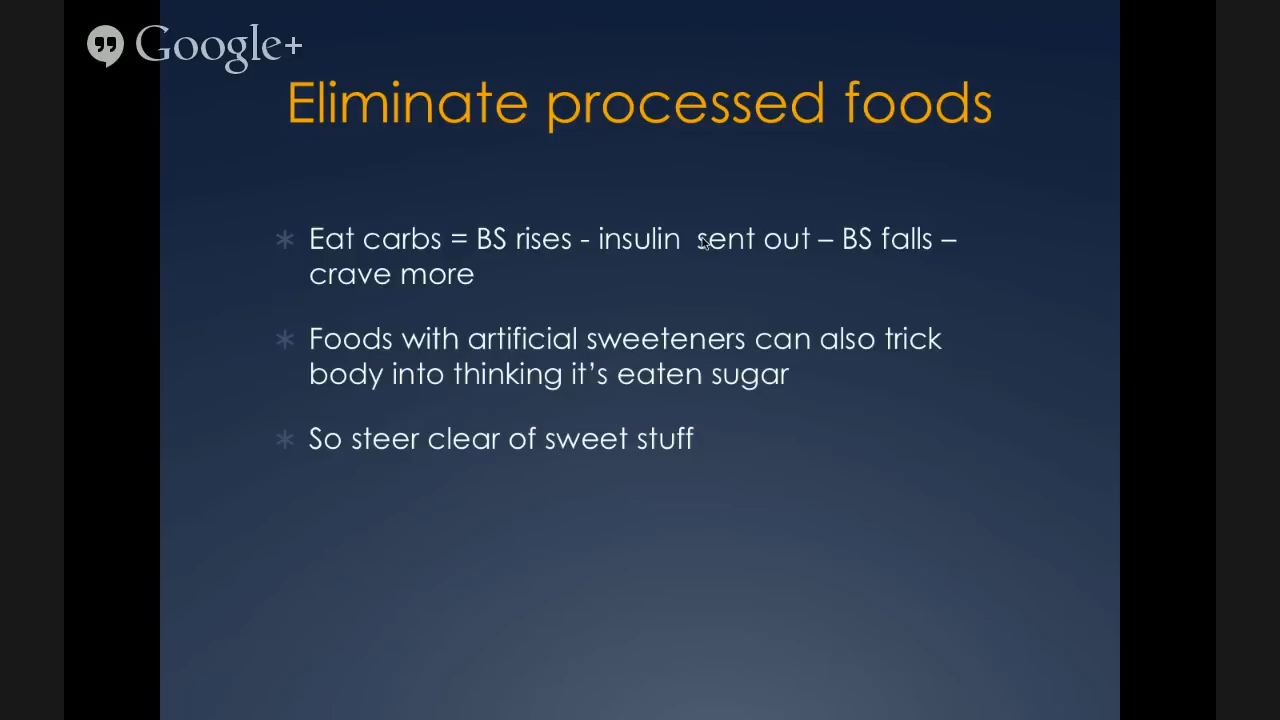 Google+
Eliminate processed foods
Eat carbs = BS rises - insulin sent out – BS falls –
crave more
Foods with artificial sweeteners can also trick
body into thinking it’s eaten sugar
So steer clear of sweet stuff